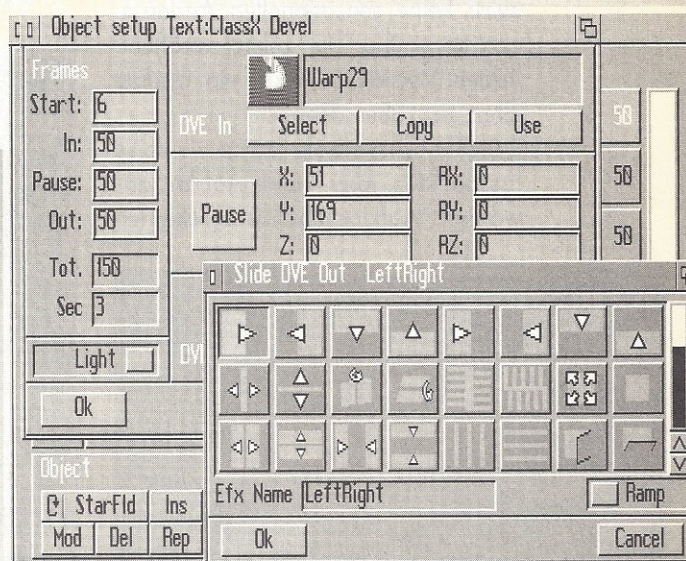 Object setup Text:ClassX Devel
Frames
Start: 6
In: 50
Pause: 50
Out: 50
Tot. 150
Sec 3
Light
Ok
Warp29
DVE In
Select Copy Use
Pause
X: 51 RX: 0
Y: 169 RY: 0
Z: 0 RZ: 0
50
50
50
DVE
Slide DVE Out LeftRight
Efx Name LeftRight
Ramp
Ok Cancel
Object
StarFld Ins
Mod Del Rep